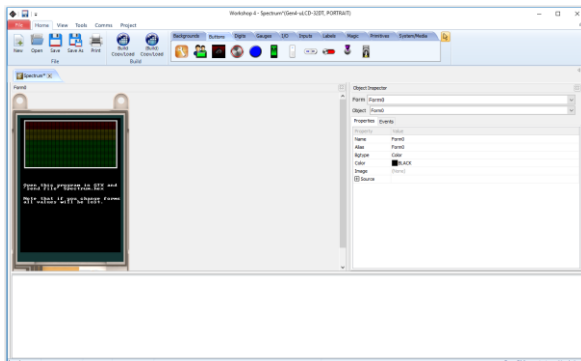 Workshop 4 - Spectrum*(Gen4-uLCD-32DT, PORTRAIT)
File Home View Tools Comms Project
New Open Save Save As Print
File
Build Copy/Load
(Build) Copy/Load
Build
Backgrounds Buttons Digits Gauges I/O Inputs Labels Magic Primitives System/Media
Spectrum* x
Form0
Open this program in GTX and
Send File' Spectrum.hex
Note that if you change forms
all values will be lost.
Object Inspector
Form Form0
Object Form0
Properties Events
Property Value
Name Form0
Alias Form0
Bgtype Color
Color BLACK
Image (None)
Source